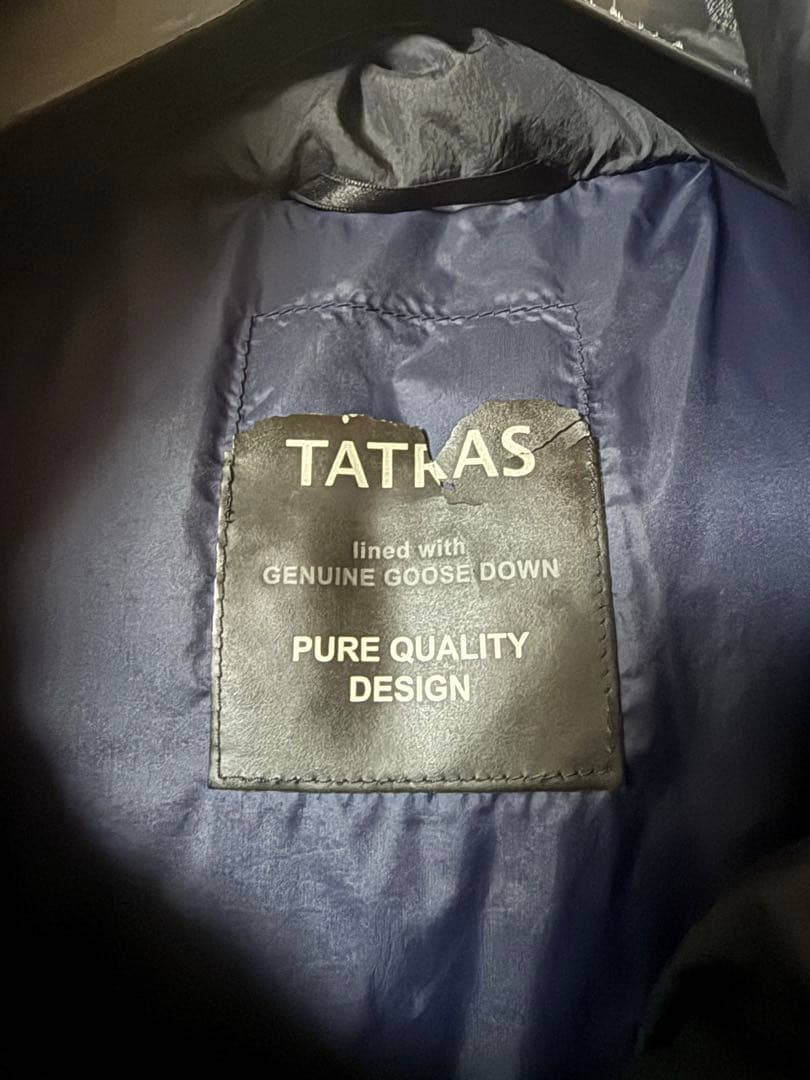 TATRAS
lined with
GENUINE GOOSE DOWN
PURE QUALITY
DESIGN